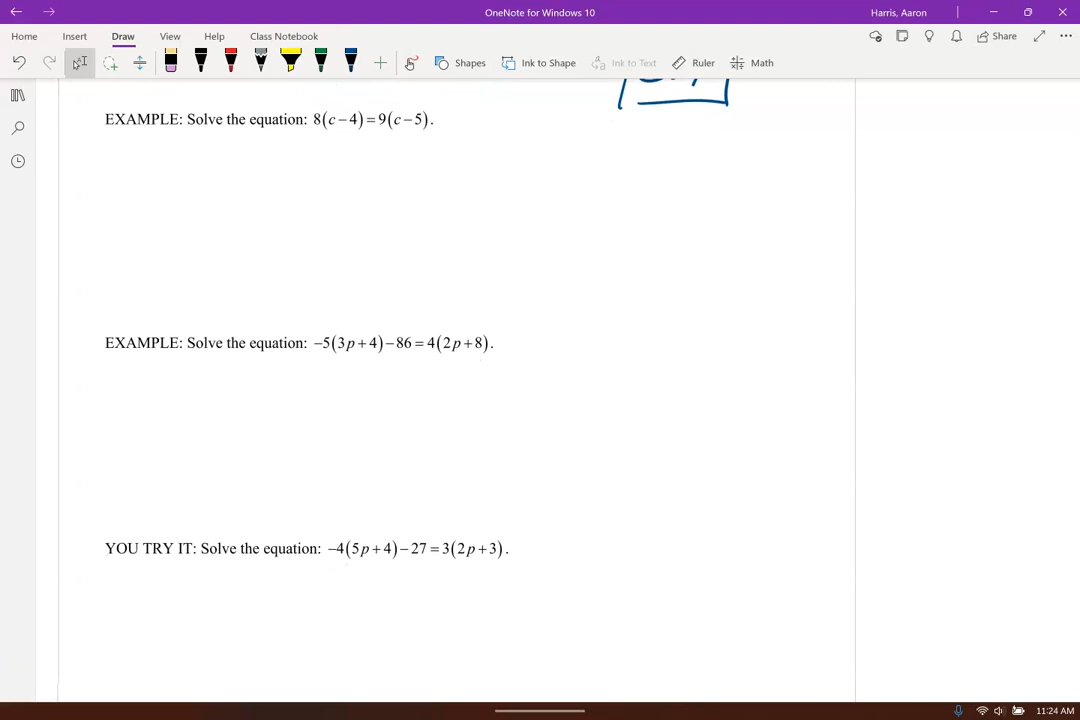 OneNote for Windows 10
Harris, Aaron
Home Insert Draw View Help Class Notebook
Share
Shapes Ink to Shape Ink to Text Ruler Math
EXAMPLE: Solve the equation: 8(c−4)=9(c−5).
EXAMPLE: Solve the equation: −5(3p+4)−86=4(2p+8).
YOU TRY IT: Solve the equation: −4(5p+4)−27=3(2p+3).
11:24 AM